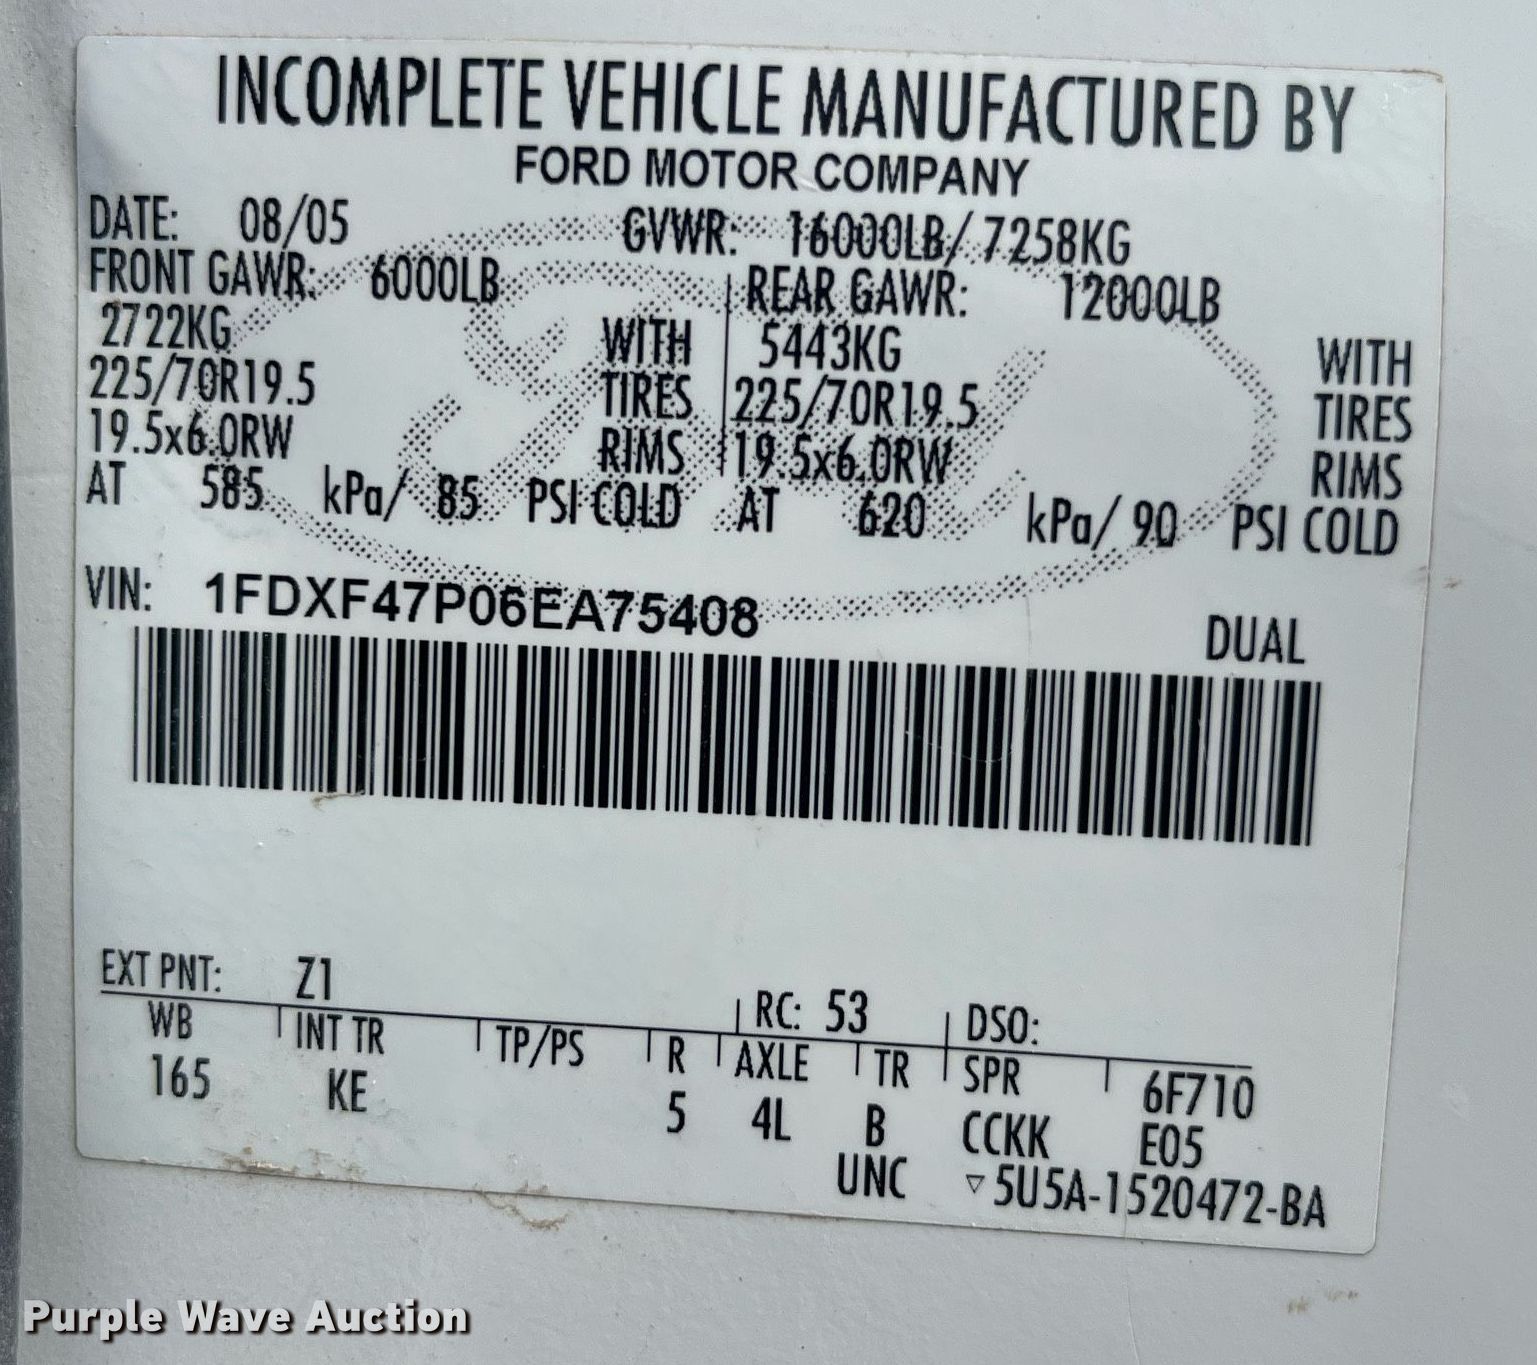 INCOMPLETE VEHICLE MANUFACTURED BY
FORD MOTOR COMPANY
DATE: 08/05 GVWR: 16000LB/ 7258KG
FRONT GAWR: 6000LB REAR GAWR: 12000LB
2722KG WITH 5443KG WITH
225/70R19.5 TIRES 225/70R19.5 TIRES
19.5x6.0RW RIMS 19.5x6.0RW RIMS
AT 585 kPa/ 85 PSI COLD AT 620 kPa/ 90 PSI COLD
VIN: 1FDXF47P06EA75408
DUAL
EXT PNT: Z1 RC: 53 DSO:
WB INT TR TP/PS R AXLE TR SPR 6F710
165 KE 5 4L B CCKK E05
UNC ▽5U5A-1520472-BA
Purple Wave Auction